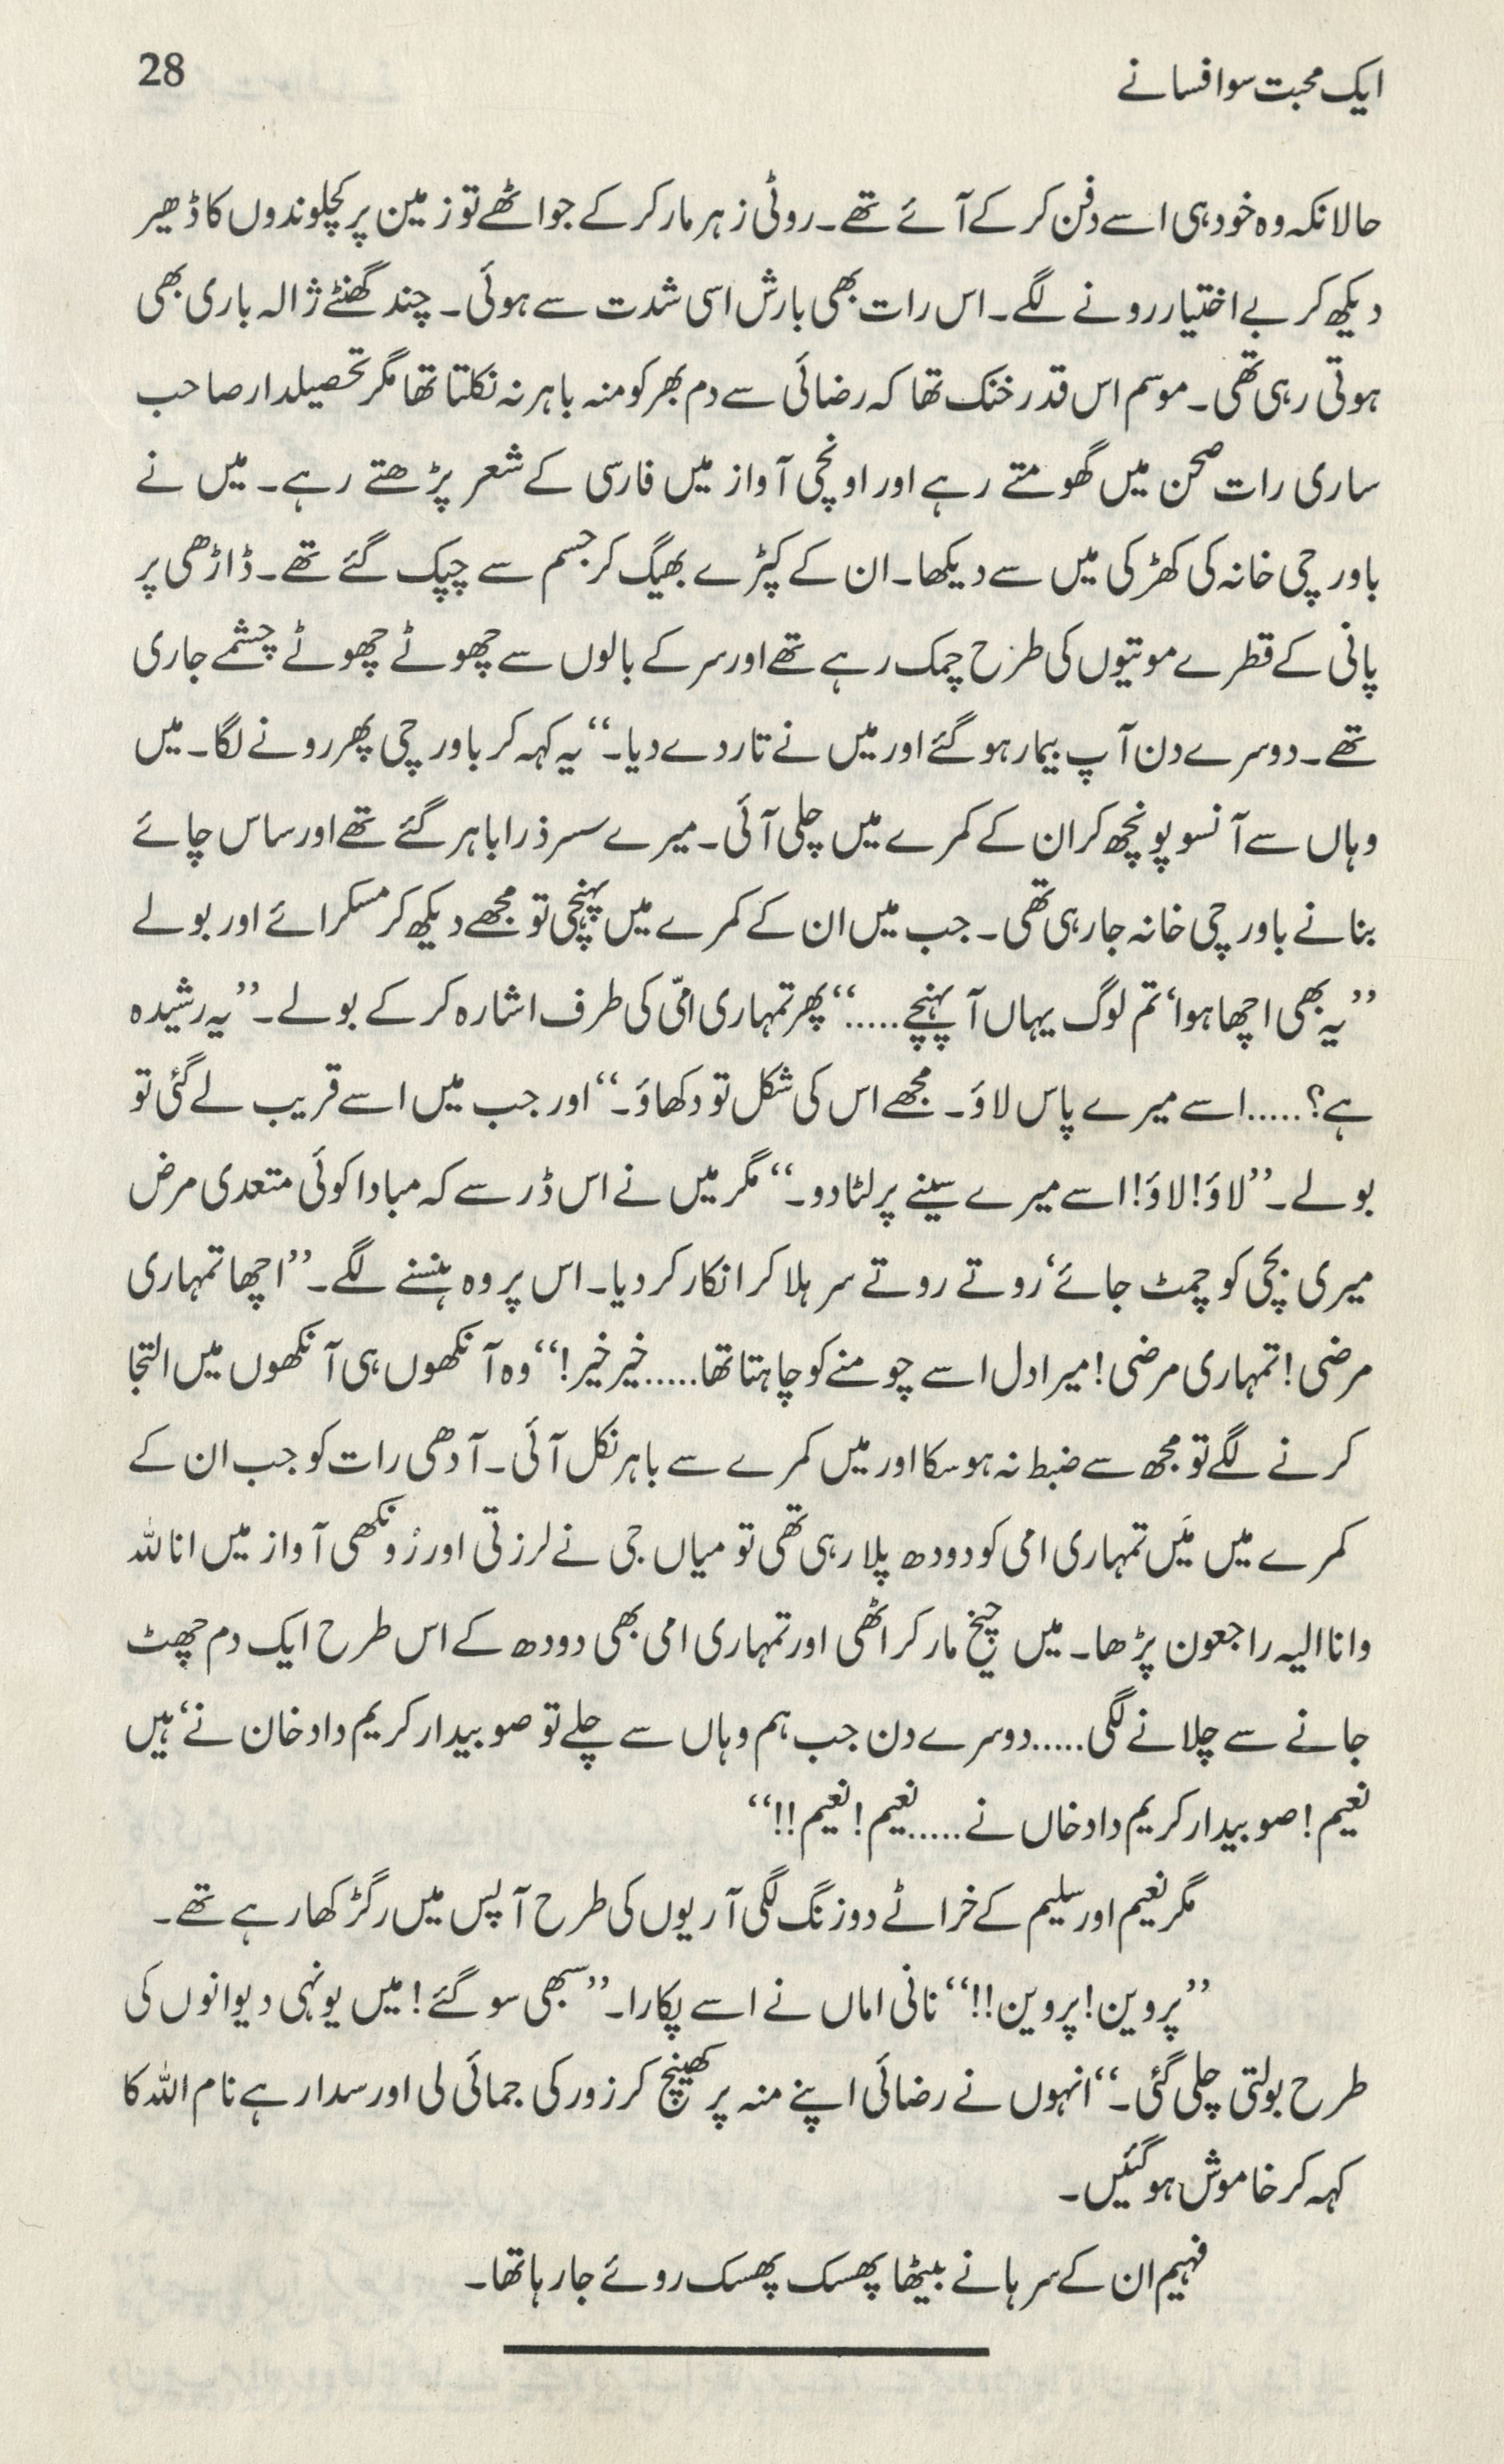 ایک محبت سو افسانے
28
حالانکہ وہ خود ہی اسے دفن کر کے آئے تھے۔ روٹی زہر مار کر کے جو اٹھے تو زمین پر کچلوندوں کا ڈھیر
دیکھ کر بے اختیار رونے لگے۔ اس رات بھی بارش اسی شدت سے ہوئی۔ چند گھنٹے ژالہ باری بھی
ہوتی رہی تھی۔ موسم اس قدر خنک تھا کہ رضائی سے دم بھر کو منہ باہر نہ نکلتا تھا مگر تحصیلدار صاحب
ساری رات صحن میں گھومتے رہے اور اونچی آواز میں فارسی کے شعر پڑھتے رہے۔ میں نے
باورچی خانہ کی کھڑکی میں سے دیکھا۔ ان کے کپڑے بھیگ کر جسم سے چپک گئے تھے۔ ڈاڑھی پر
پانی کے قطرے موتیوں کی طرح چمک رہے تھے اور سر کے بالوں سے چھوٹے چھوٹے چشمے جاری
تھے۔ دوسرے دن آپ بیمار ہو گئے اور میں نے تار دے دیا۔‘‘ یہ کہہ کر باورچی پھر رونے لگا۔ میں
وہاں سے آنسو پونچھ کر ان کے کمرے میں چلی آئی۔ میرے سسر ذرا باہر گئے تھے اور ساس چائے
بنانے باورچی خانہ جا رہی تھی۔ جب میں ان کے کمرے میں پہنچی تو مجھے دیکھ کر مسکرائے اور بولے
’’یہ بھی اچھا ہوا‘ تم لوگ یہاں آ پہنچے.....‘‘ پھر تمہاری امّی کی طرف اشارہ کر کے بولے۔ ’’یہ رشیدہ
ہے؟.....اسے میرے پاس لاؤ۔ مجھے اس کی شکل تو دکھاؤ۔‘‘ اور جب میں اسے قریب لے گئی تو
بولے۔ ’’لاؤ! لاؤ! اسے میرے سینے پر لٹا دو۔‘‘ مگر میں نے اس ڈر سے کہ مبادا کوئی متعدی مرض
میری بچی کو چمٹ جائے‘ روتے روتے سر ہلا کر انکار کر دیا۔ اس پر وہ ہنسنے لگے۔ ’’اچھا تمہاری
مرضی! تمہاری مرضی! میرا دل اسے چومنے کو چاہتا تھا.....خیر خیر!‘‘ وہ آنکھوں ہی آنکھوں میں التجا
کرنے لگے تو مجھ سے ضبط نہ ہو سکا اور میں کمرے سے باہر نکل آئی۔ آدھی رات کو جب ان کے
کمرے میں مَیں تمہاری امی کو دودھ پلا رہی تھی تو میاں جی نے لرزتی اور رُونکھی آواز میں انا للہ
وانا الیہ راجعون پڑھا۔ میں چیخ مار کر اٹھی اور تمہاری امی بھی دودھ کے اس طرح ایک دم چھٹ
جانے سے چلانے لگی.....دوسرے دن جب ہم وہاں سے چلے تو صوبیدار کریم داد خان نے‘ ہیں
نعیم! صوبیدار کریم داد خاں نے.....نعیم! نعیم!!‘‘
مگر نعیم اور سلیم کے خراٹے دو زنگ لگی آریوں کی طرح آپس میں رگڑ کھا رہے تھے۔
’’پروین! پروین!!‘‘ نانی اماں نے اسے پکارا۔ ’’سبھی سو گئے! میں یونہی دیوانوں کی
طرح بولتی چلی گئی۔‘‘ انہوں نے رضائی اپنے منہ پر کھینچ کر زور کی جمائی لی اور سدا رہے نام اللہ کا
کہہ کر خاموش ہو گئیں۔
فہیم ان کے سرہانے بیٹھا پھسک پھسک روئے جا رہا تھا۔